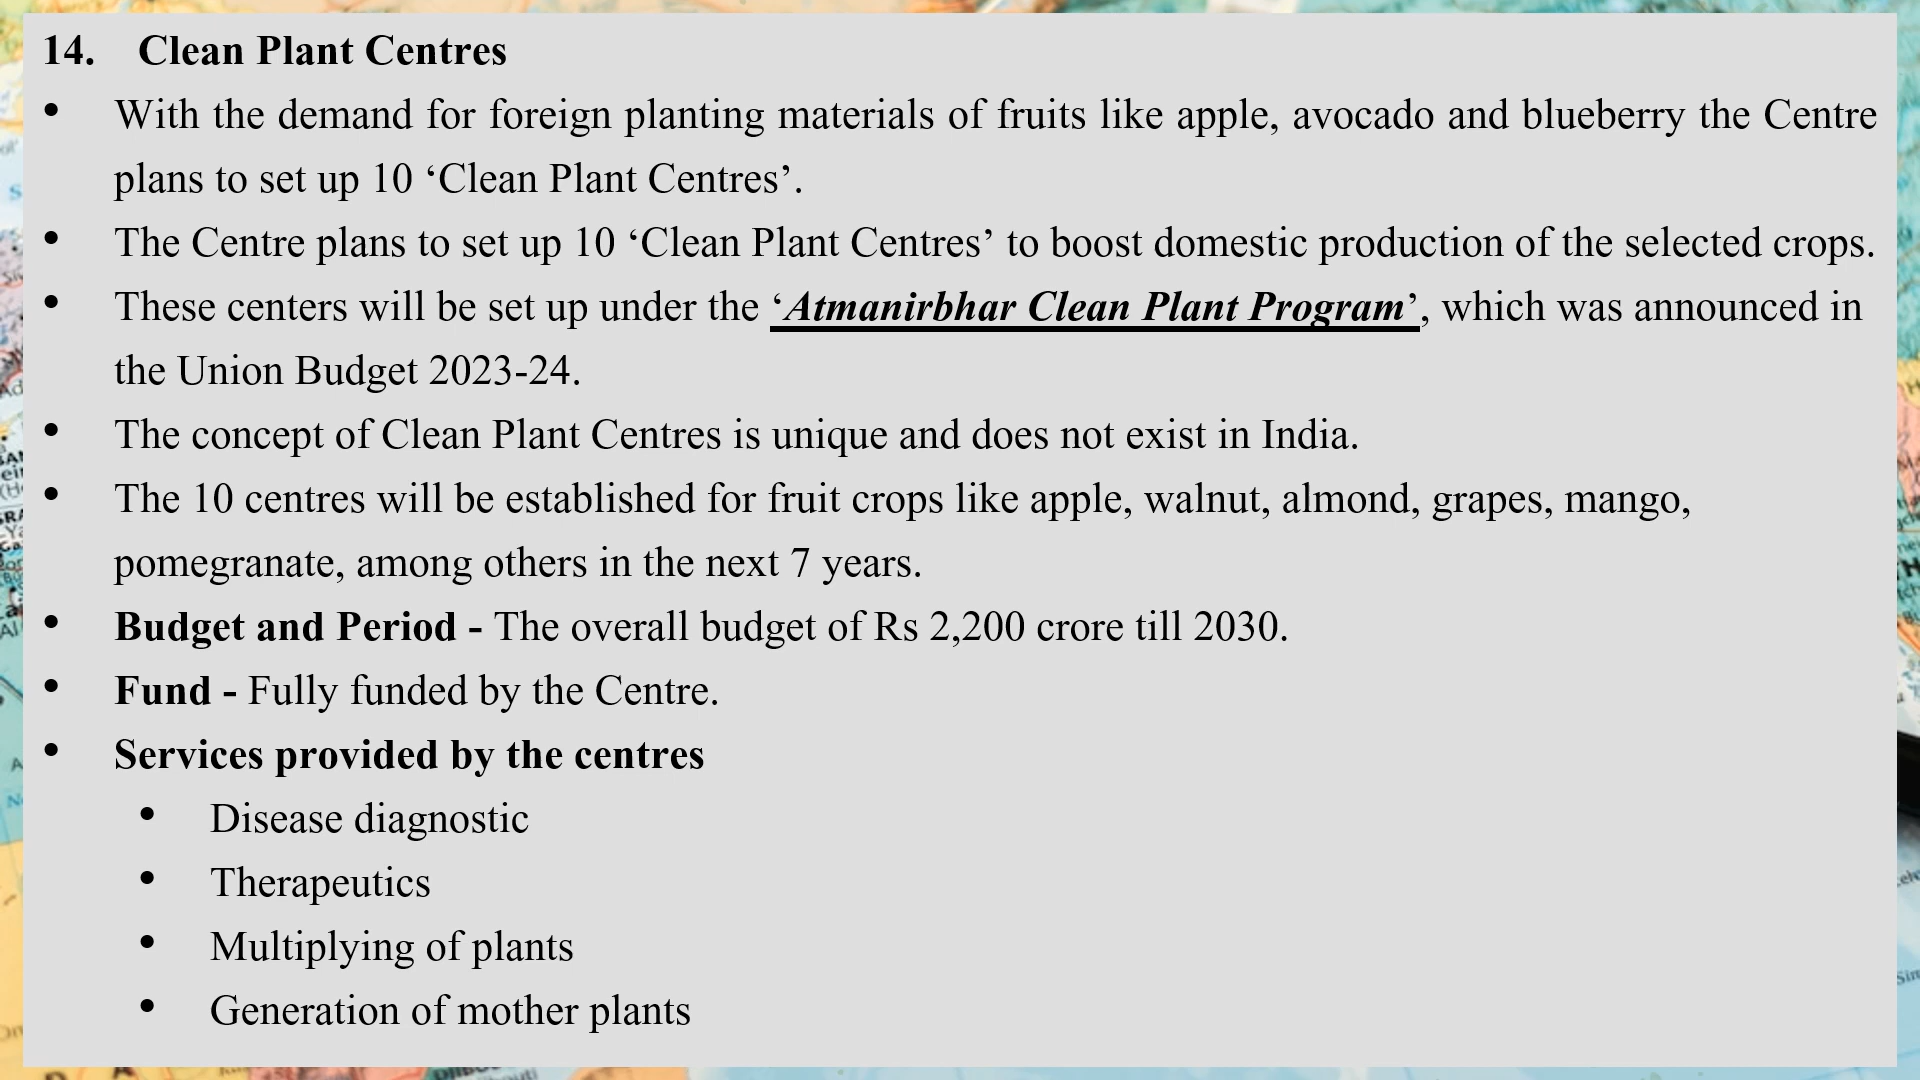 14. Clean Plant Centres
• With the demand for foreign planting materials of fruits like apple, avocado and blueberry the Centre
plans to set up 10 ‘Clean Plant Centres’.
• The Centre plans to set up 10 ‘Clean Plant Centres’ to boost domestic production of the selected crops.
• These centers will be set up under the ‘Atmanirbhar Clean Plant Program’, which was announced in
the Union Budget 2023-24.
• The concept of Clean Plant Centres is unique and does not exist in India.
• The 10 centres will be established for fruit crops like apple, walnut, almond, grapes, mango,
pomegranate, among others in the next 7 years.
• Budget and Period - The overall budget of Rs 2,200 crore till 2030.
• Fund - Fully funded by the Centre.
• Services provided by the centres
• Disease diagnostic
• Therapeutics
• Multiplying of plants
• Generation of mother plants